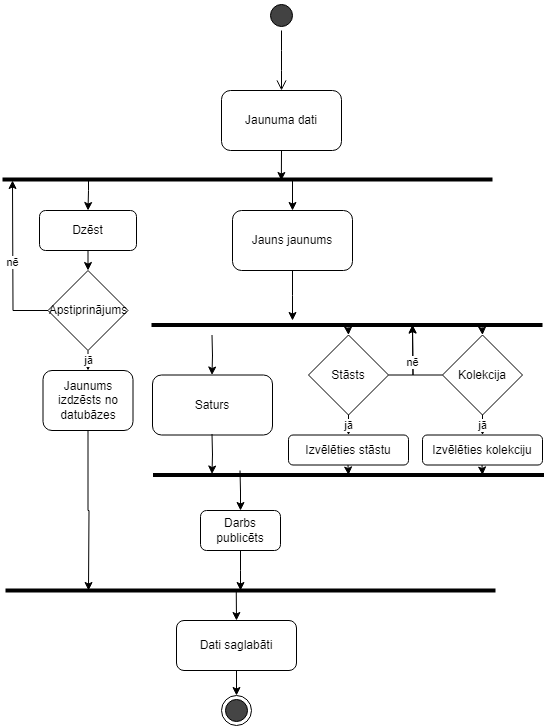 Jaunuma dati
Dzēst
Jauns jaunums
nē
Apstiprinājums
jā
Jaunums
izdzēsts no
datubāzes
Saturs
Stāsts
nē
Kolekcija
jā
jā
Izvēlēties stāstu
Izvēlēties kolekciju
Darbs
publicēts
Dati saglabāti